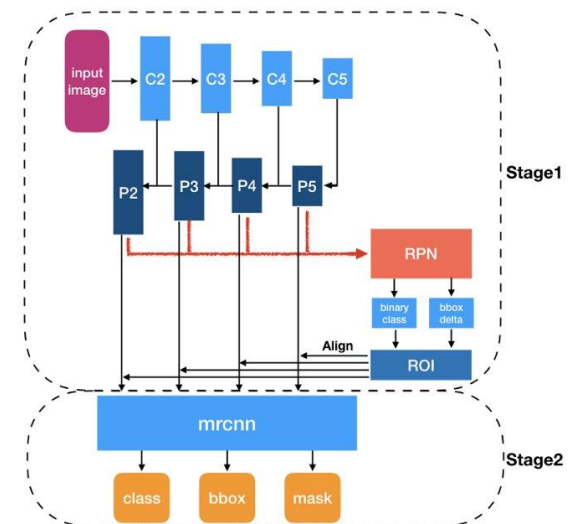 input
image
C2
C3
C4
C5
P2
P3
P4
P5
Stage1
RPN
binary
class
bbox
delta
Align
ROI
mrcnn
Stage2
class
bbox
mask